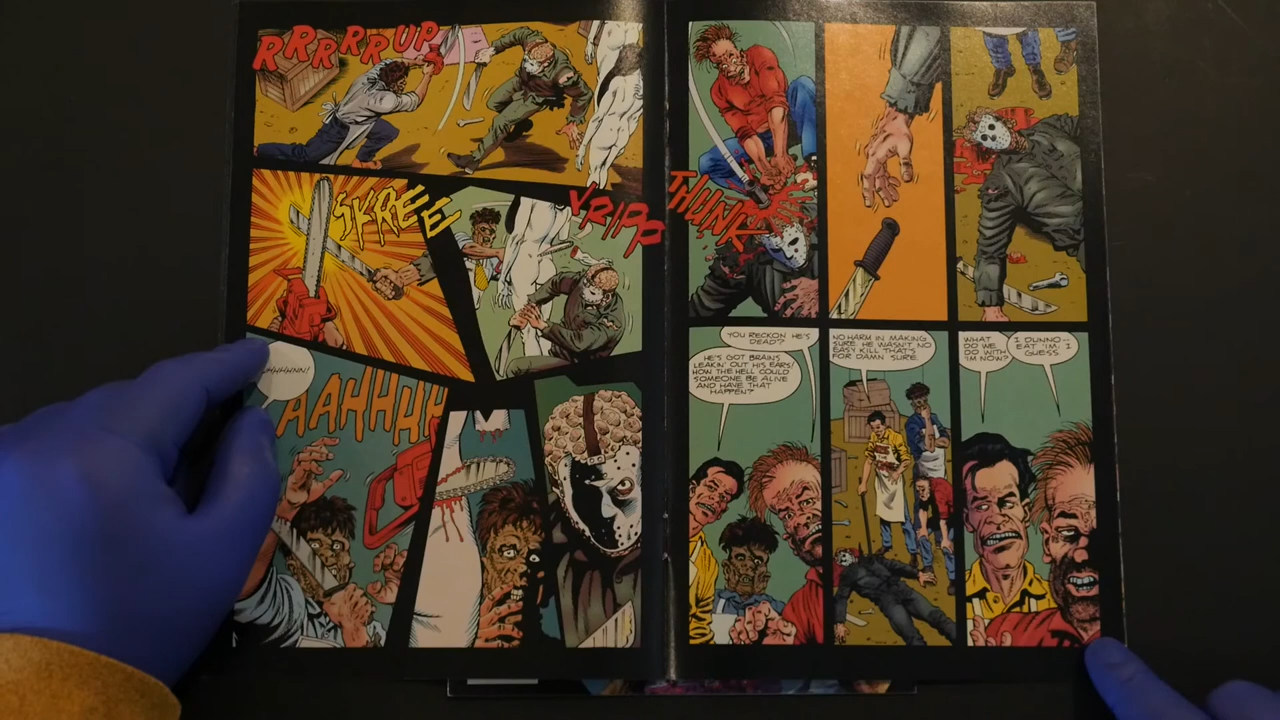 RRRRRRUP
SKREE
VRIPP
HHHNN!
AAHHHH
THUNK
YOU RECKON HE'S
DEAD?
HE'S GOT BRAINS
LEAKIN' OUT HIS EARS!
HOW THE HELL COULD
SOMEONE BE ALIVE
AND HAVE THAT
HAPPEN?
NO HARM IN MAKING
SURE. HE WASN'T NO
EASY KILL THAT'S
FOR DAMN SURE.
WHAT
DO WE
DO WITH
'IM NOW?
I DUNNO--
EAT 'IM, I
GUESS.